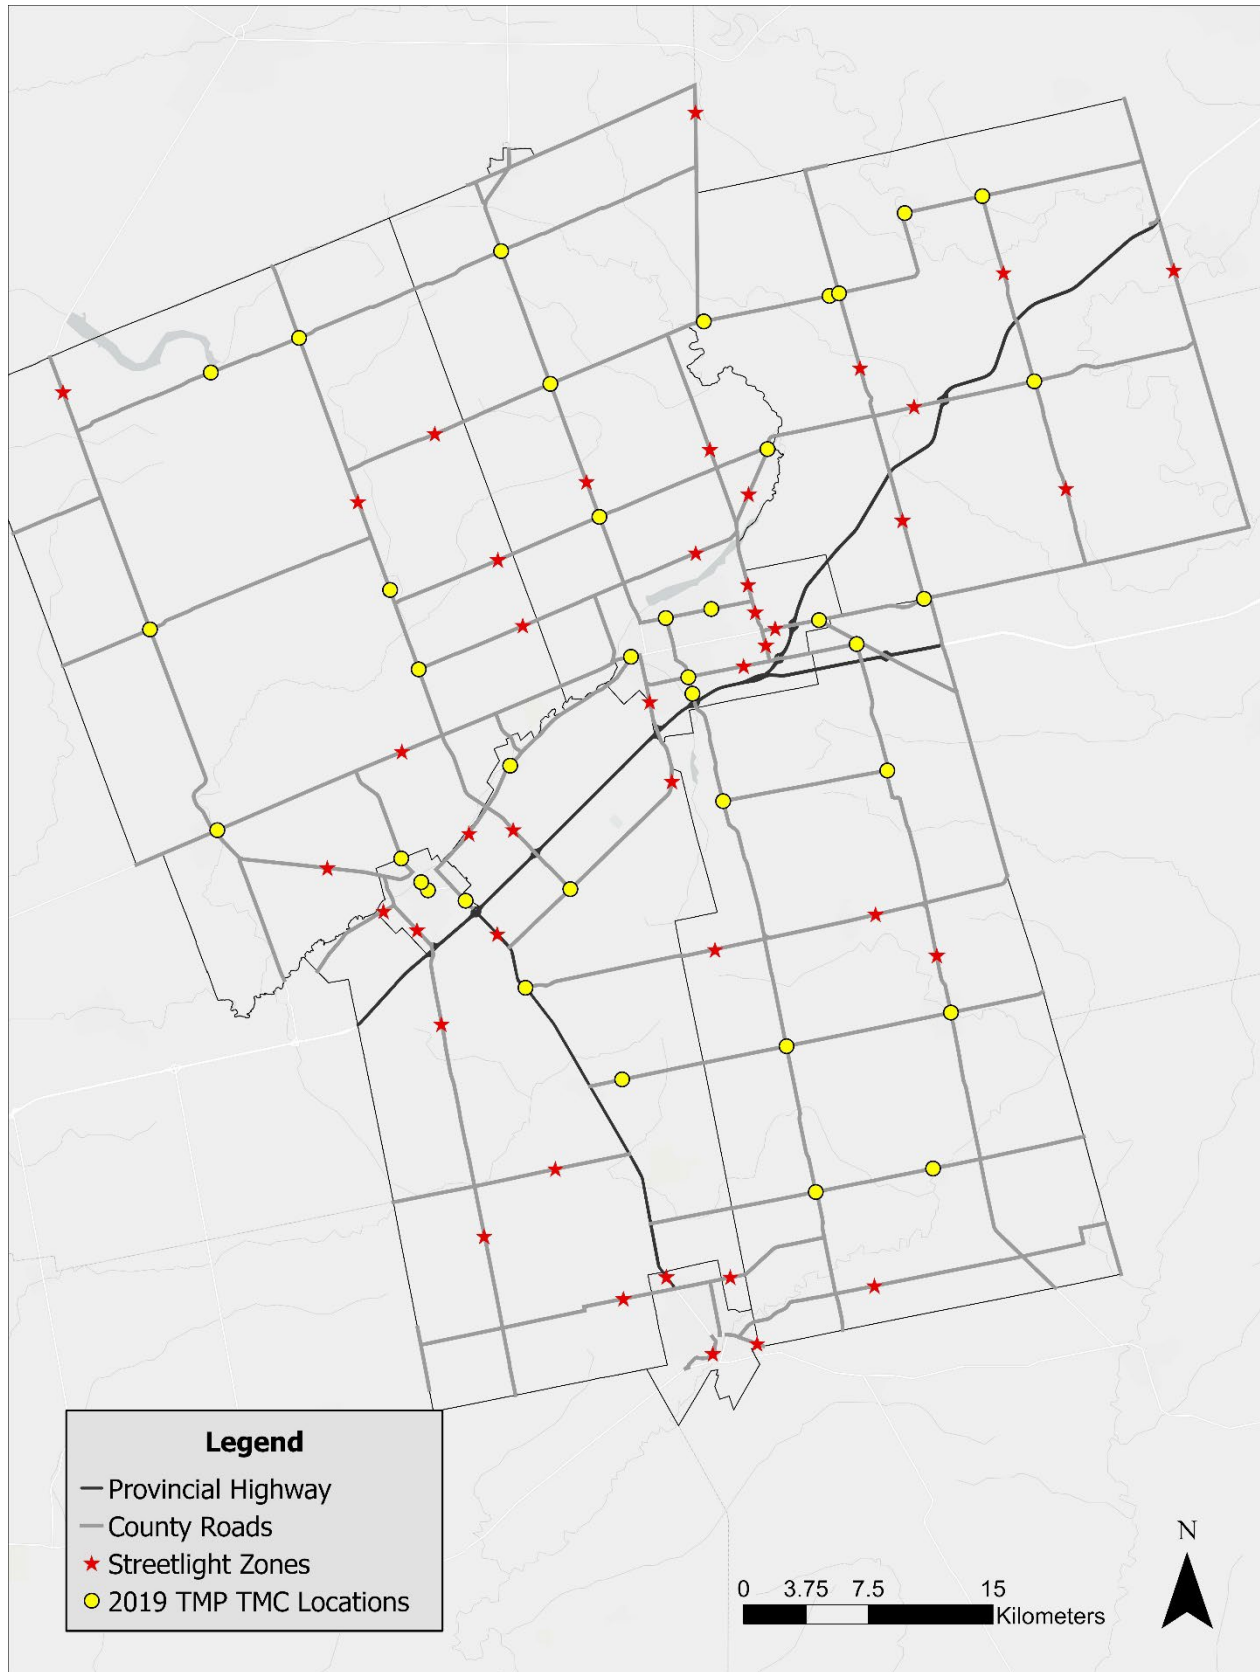 Legend
Provincial Highway
County Roads
Streetlight Zones
2019 TMP TMC Locations
0 3.75 7.5 15
Kilometers
N